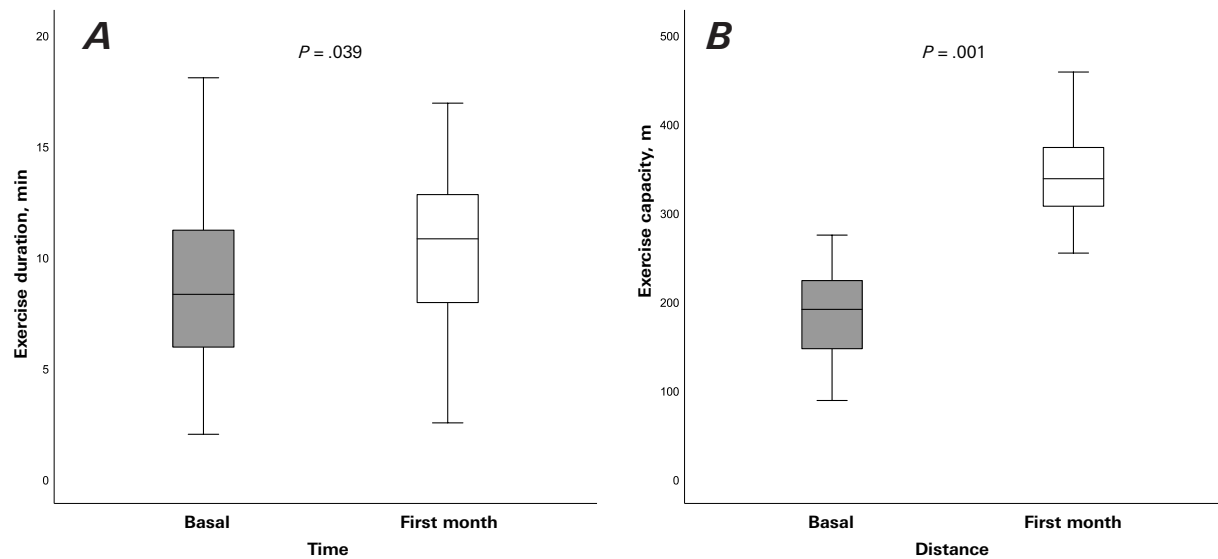 A
P = .039
Exercise duration, min
20
15
10
5
0
Basal
First month
Time
B
P = .001
Exercise capacity, m
500
400
300
200
100
0
Basal
First month
Distance